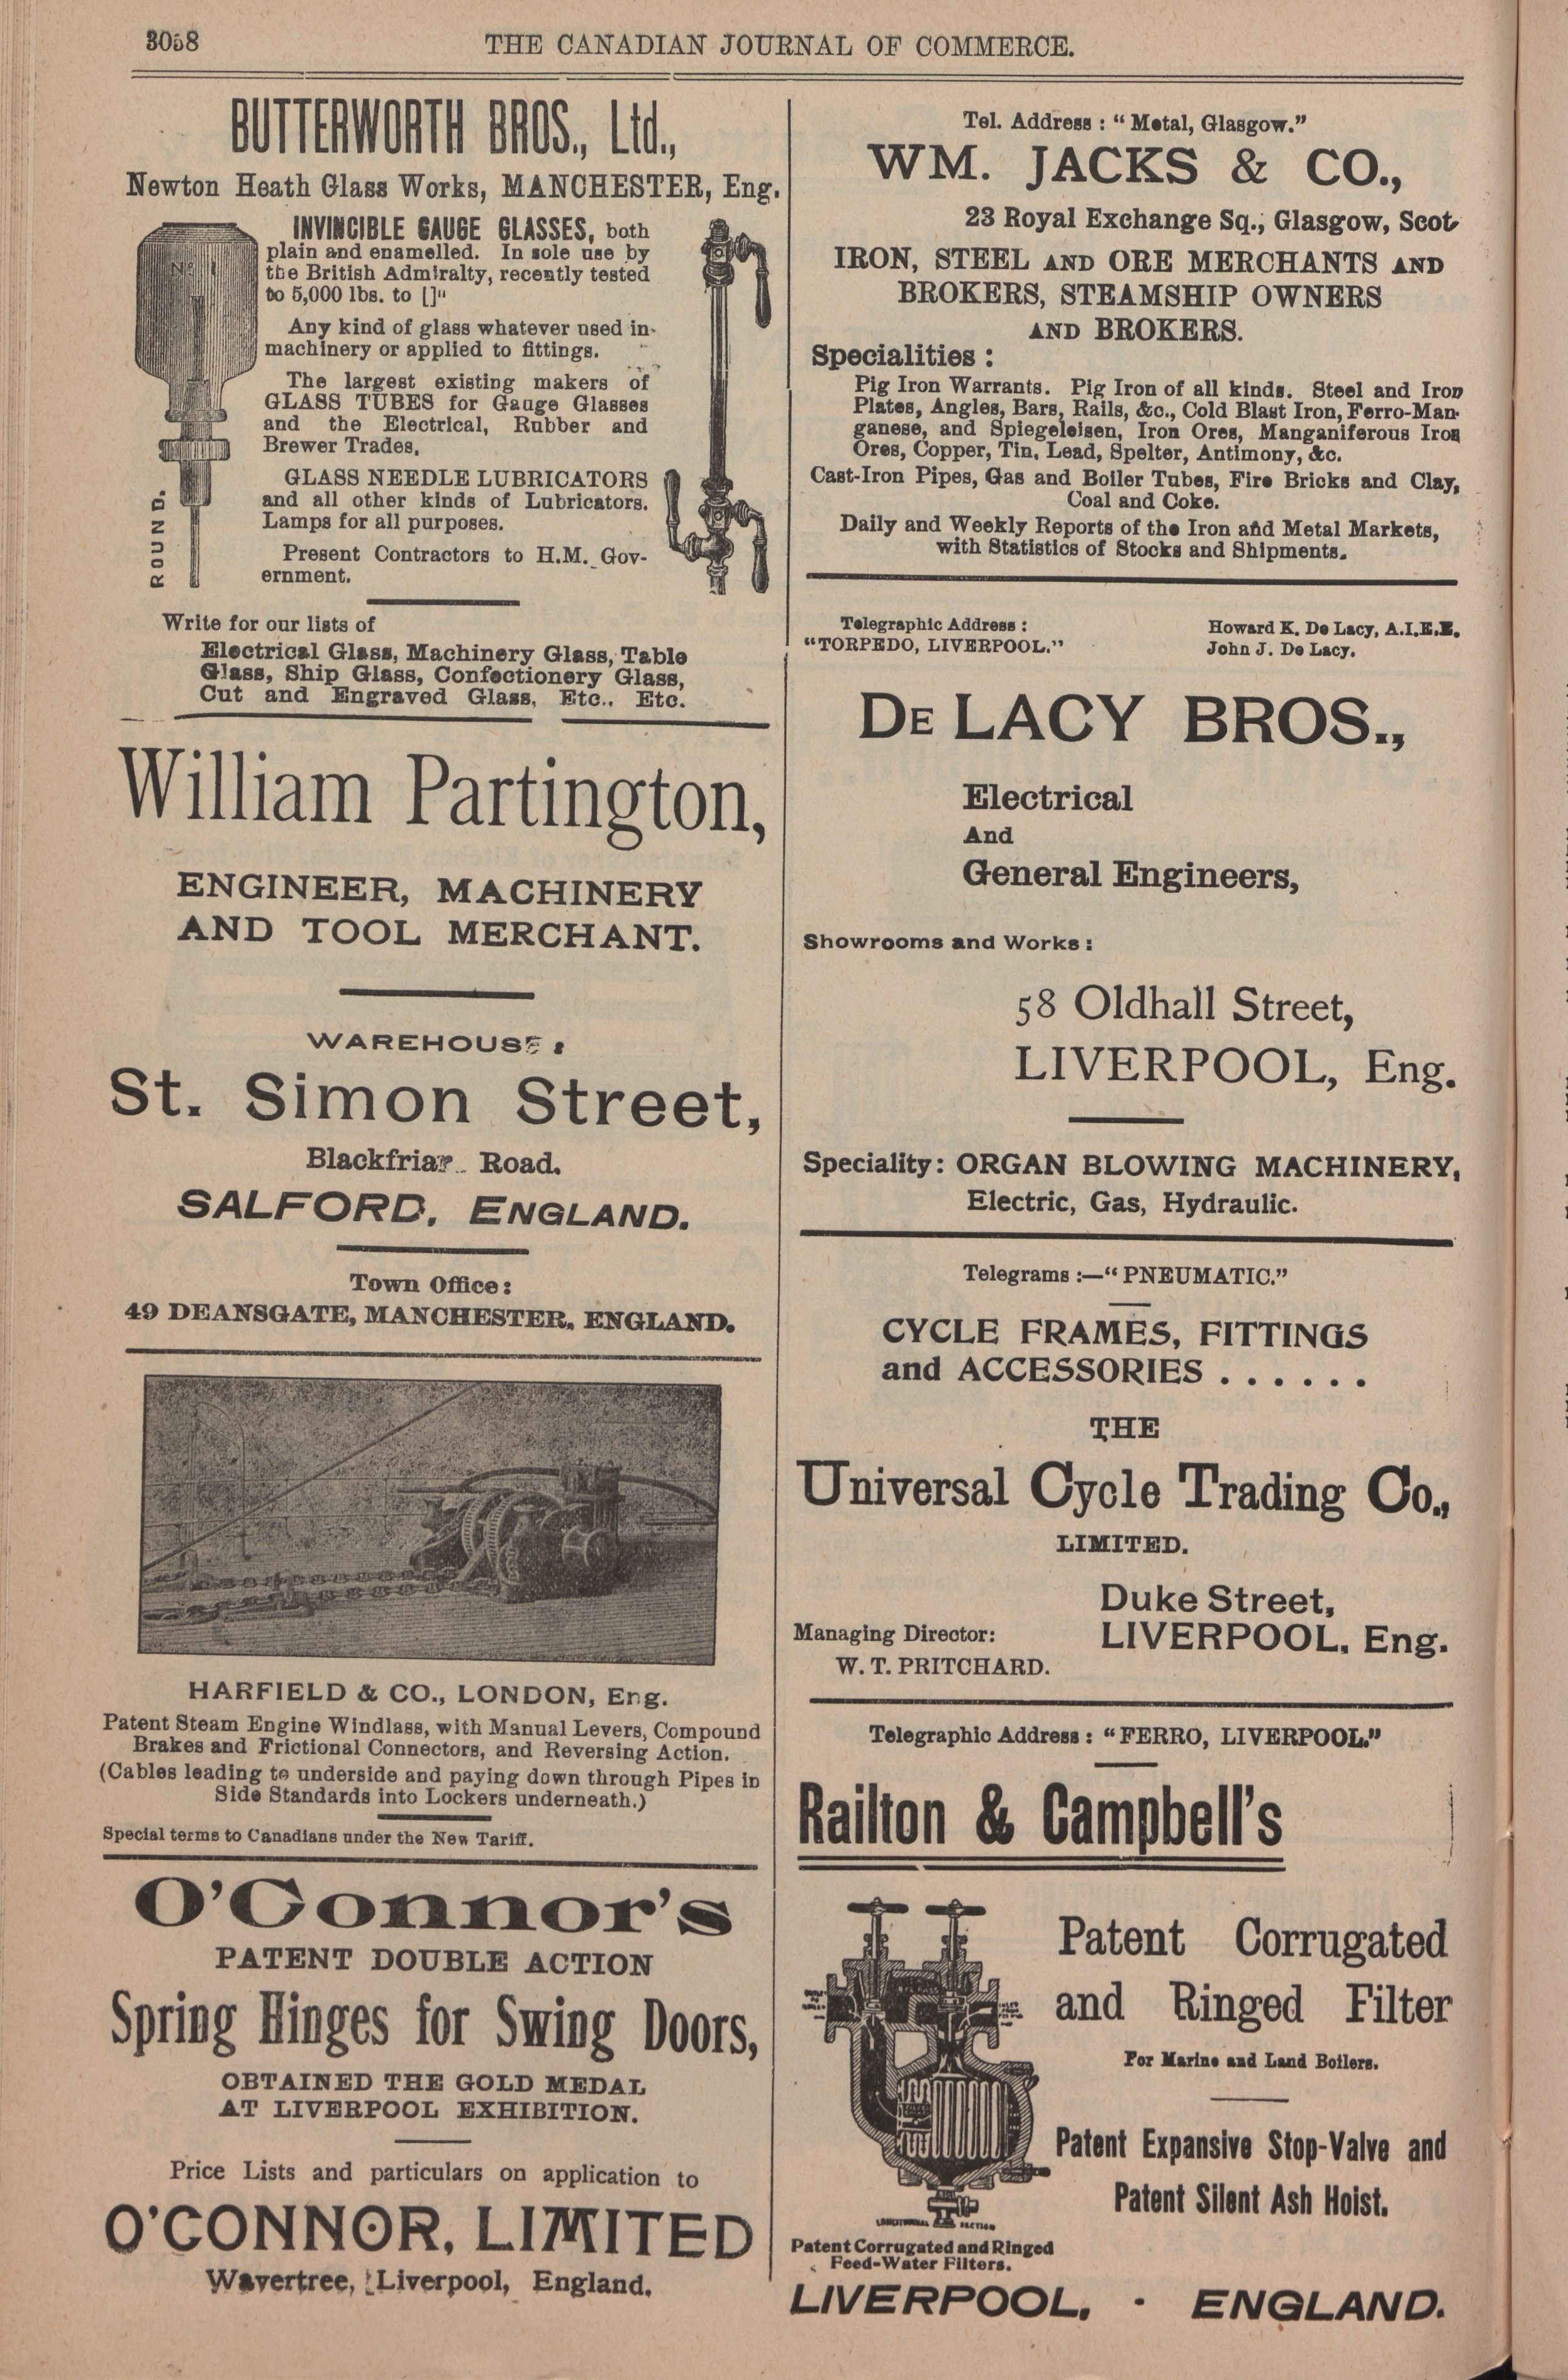 3058
THE CANADIAN JOURNAL OF COMMERCE.
BUTTERWORTH BROS., Ltd.,
Newton Heath Glass Works, MANCHESTER, Eng.
No. 1
ROUND.
INVINCIBLE GAUGE GLASSES, both
plain and enamelled. In sole use by
the British Admiralty, recently tested
to 5,000 lbs. to []"
Any kind of glass whatever used in
machinery or applied to fittings.
The largest existing makers of
GLASS TUBES for Gauge Glasses
and the Electrical, Rubber and
Brewer Trades.
GLASS NEEDLE LUBRICATORS
and all other kinds of Lubricators.
Lamps for all purposes.
Present Contractors to H.M. Gov-
ernment.
Write for our lists of
Electrical Glass, Machinery Glass, Table
Glass, Ship Glass, Confectionery Glass,
Cut and Engraved Glass, Etc., Etc.
William Partington,
ENGINEER, MACHINERY
AND TOOL MERCHANT.
WAREHOUSE:
St. Simon Street,
Blackfriar Road.
SALFORD, ENGLAND.
Town Office:
49 DEANSGATE, MANCHESTER, ENGLAND.
HARFIELD & CO., LONDON, Eng.
Patent Steam Engine Windlass, with Manual Levers, Compound
Brakes and Frictional Connectors, and Reversing Action.
(Cables leading to underside and paying down through Pipes in
Side Standards into Lockers underneath.)
Special terms to Canadians under the New Tariff.
O'Connor's
PATENT DOUBLE ACTION
Spring Hinges for Swing Doors,
OBTAINED THE GOLD MEDAL
AT LIVERPOOL EXHIBITION.
Price Lists and particulars on application to
O'CONNOR, LIMITED
Wavertree, Liverpool, England.
Tel. Address : "Metal, Glasgow."
WM. JACKS & CO.,
23 Royal Exchange Sq., Glasgow, Scot.
IRON, STEEL AND ORE MERCHANTS AND
BROKERS, STEAMSHIP OWNERS
AND BROKERS.
Specialities :
Pig Iron Warrants. Pig Iron of all kinds. Steel and Iron
Plates, Angles, Bars, Rails, &c., Cold Blast Iron, Ferro-Man-
ganese, and Spiegeleisen, Iron Ores, Manganiferous Iron
Ores, Copper, Tin, Lead, Spelter, Antimony, &c.
Cast-Iron Pipes, Gas and Boiler Tubes, Fire Bricks and Clay,
Coal and Coke.
Daily and Weekly Reports of the Iron and Metal Markets,
with Statistics of Stocks and Shipments.
Telegraphic Address :
"TORPEDO, LIVERPOOL."
Howard K. De Lacy, A.I.E.E.
John J. De Lacy.
DE LACY BROS.,
Electrical
And
General Engineers,
Showrooms and Works :
58 Oldhall Street,
LIVERPOOL, Eng.
Speciality: ORGAN BLOWING MACHINERY,
Electric, Gas, Hydraulic.
Telegrams :—"PNEUMATIC."
CYCLE FRAMES, FITTINGS
and ACCESSORIES . . . . . .
THE
Universal Cycle Trading Co.,
LIMITED.
Duke Street,
LIVERPOOL, Eng.
Managing Director:
W. T. PRITCHARD.
Telegraphic Address : "FERRO, LIVERPOOL."
Railton & Campbell's
Patent Corrugated
and Ringed Filter
For Marine and Land Boilers.
Patent Expansive Stop-Valve and
Patent Silent Ash Hoist.
LONGITUDINAL SECTION
Patent Corrugated and Ringed
Feed-Water Filters.
LIVERPOOL, · ENGLAND.